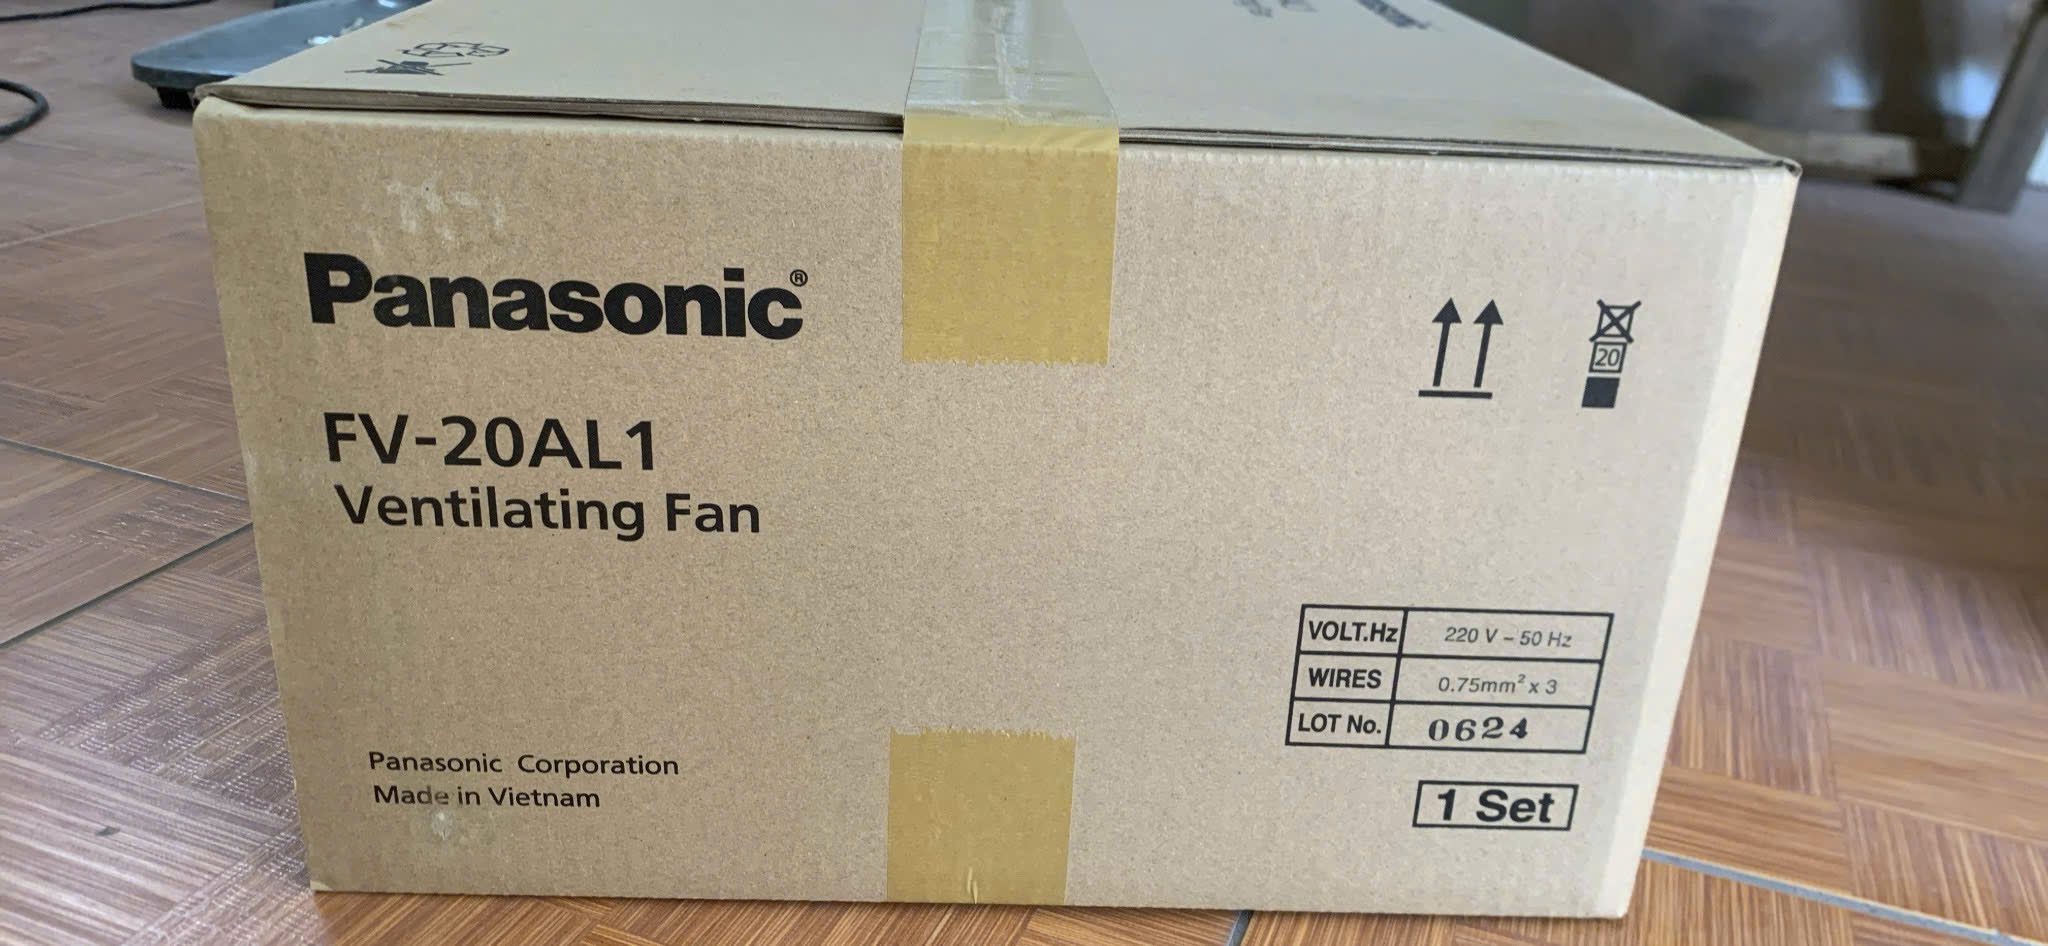 Panasonic®
FV-20AL1
Ventilating Fan
20
VOLT.Hz 220 V ~ 50 Hz
WIRES 0.75mm² x 3
LOT No. 0624
1 Set
Panasonic Corporation
Made in Vietnam